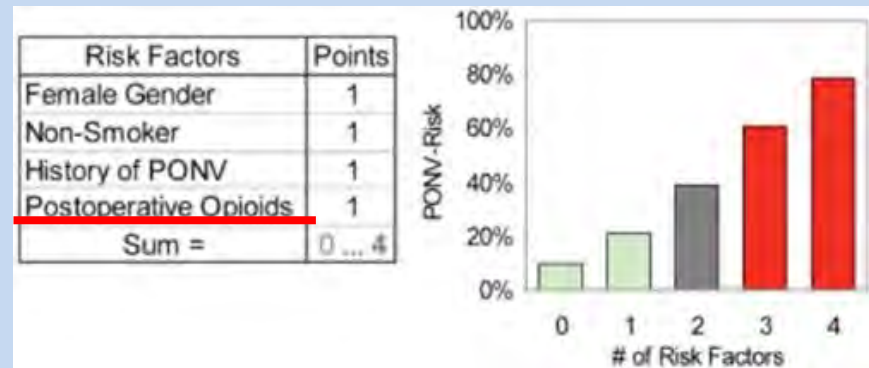 Risk Factors Points
Female Gender 1
Non-Smoker 1
History of PONV 1
Postoperative Opioids 1
Sum = 0 ... 4
100%
80%
60%
40%
20%
0%
PONV-Risk
0 1 2 3 4
# of Risk Factors